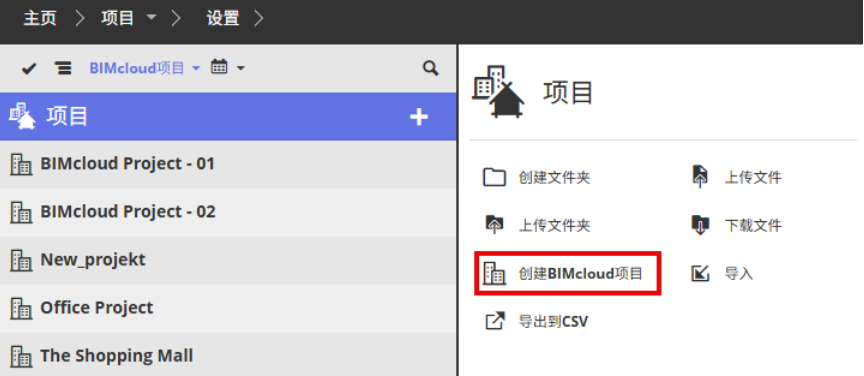 主页 > 项目 > 设置 >
BIMcloud项目
项目 +
BIMcloud Project - 01
BIMcloud Project - 02
New_projekt
Office Project
The Shopping Mall
项目
创建文件夹 上传文件
上传文件夹 下载文件
创建BIMcloud项目 导入
导出到CSV